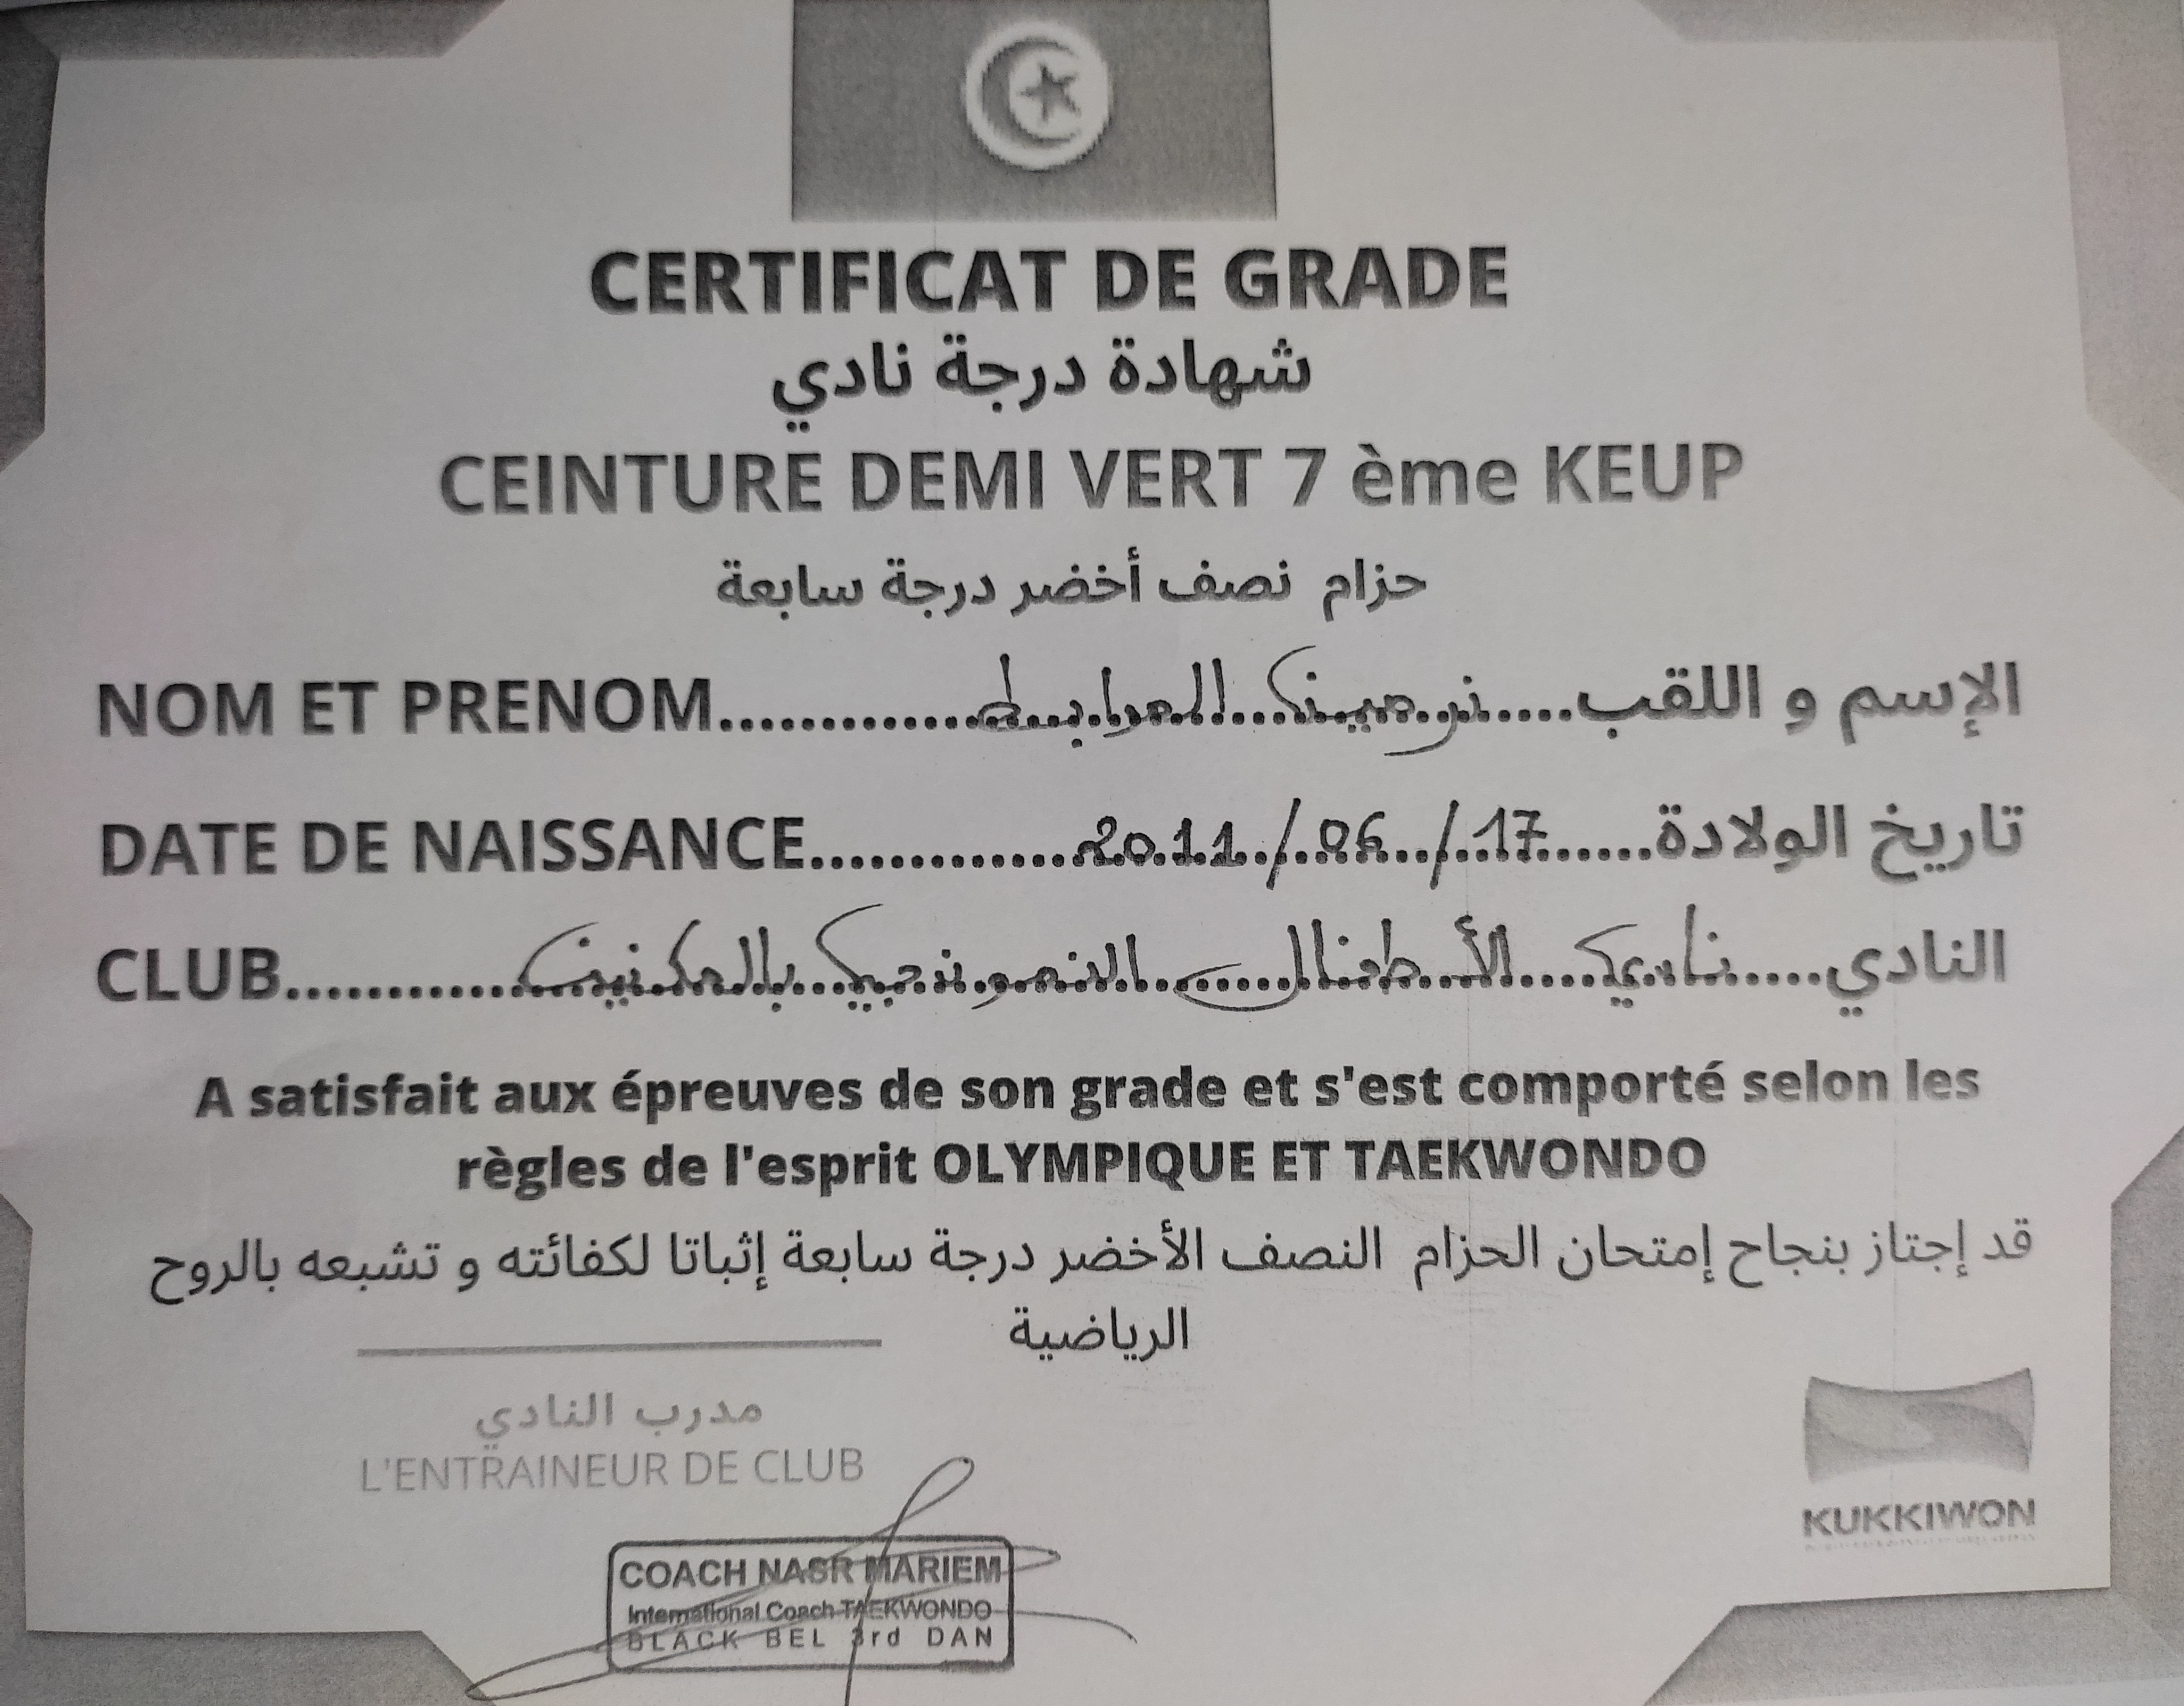 CERTIFICAT DE GRADE
شهادة درجة نادي
CEINTURE DEMI VERT 7 ème KEUP
حزام نصف أخضر درجة سابعة
NOM ET PRENOM.............نرمين المرابط.....الإسم و اللقب
DATE DE NAISSANCE.............2011/06/17......تاريخ الولادة
CLUB............نادي الأطفال النموذجي بالمكنين.....النادي
A satisfait aux épreuves de son grade et s'est comporté selon les
règles de l'esprit OLYMPIQUE ET TAEKWONDO
قد إجتاز بنجاح إمتحان الحزام النصف الأخضر درجة سابعة إثباتا لكفائته و تشبعه بالروح
الرياضية
مدرب النادي
L'ENTRAINEUR DE CLUB
COACH NASR MARIEM
International Coach TAEKWONDO
BLACK BEL 3rd DAN
KUKKIWON